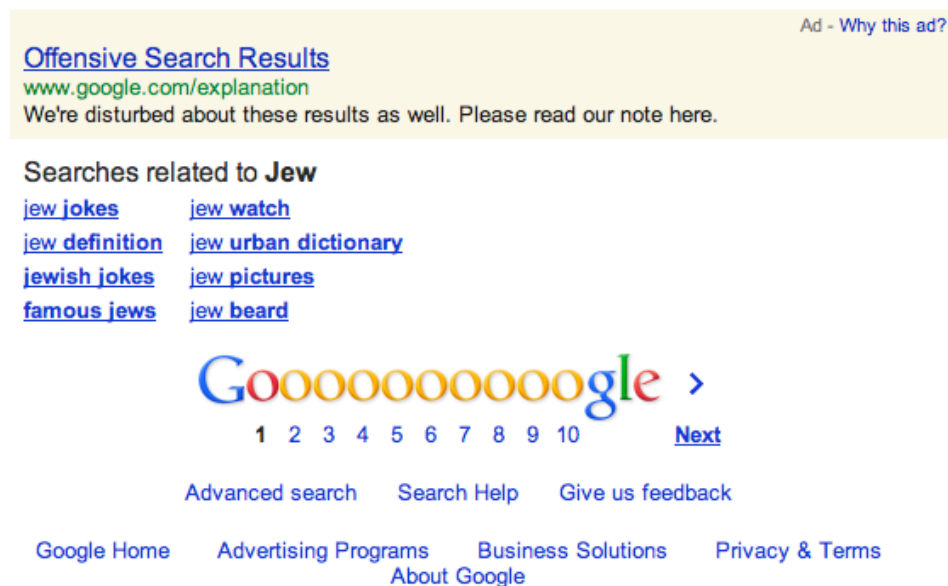 Ad - Why this ad?
Offensive Search Results
www.google.com/explanation
We're disturbed about these results as well. Please read our note here.
Searches related to Jew
jew jokes jew watch
jew definition jew urban dictionary
jewish jokes jew pictures
famous jews jew beard
Goooooooooogle >
1 2 3 4 5 6 7 8 9 10 Next
Advanced search Search Help Give us feedback
Google Home Advertising Programs Business Solutions Privacy & Terms
About Google